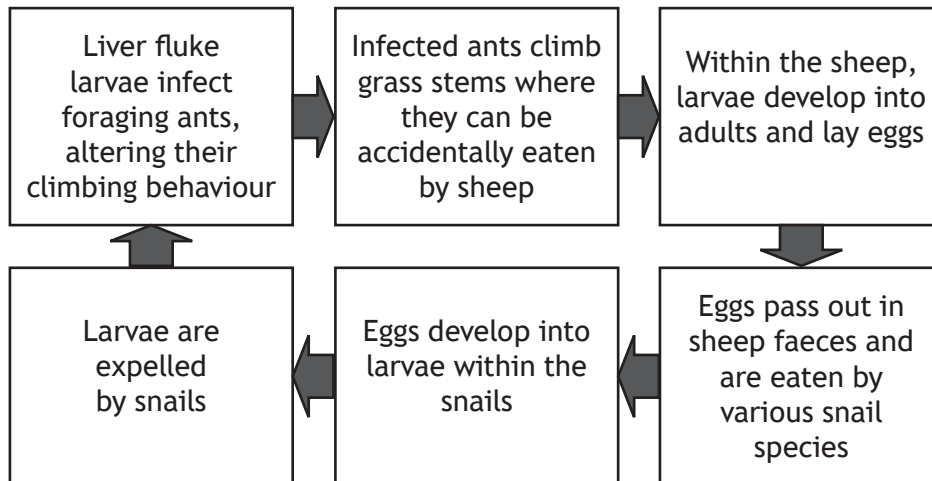 Liver fluke
larvae infect
foraging ants,
altering their
climbing behaviour
Infected ants climb
grass stems where
they can be
accidentally eaten
by sheep
Within the sheep,
larvae develop into
adults and lay eggs
Eggs pass out in
sheep faeces and
are eaten by
various snail
species
Eggs develop into
larvae within the
snails
Larvae are
expelled
by snails